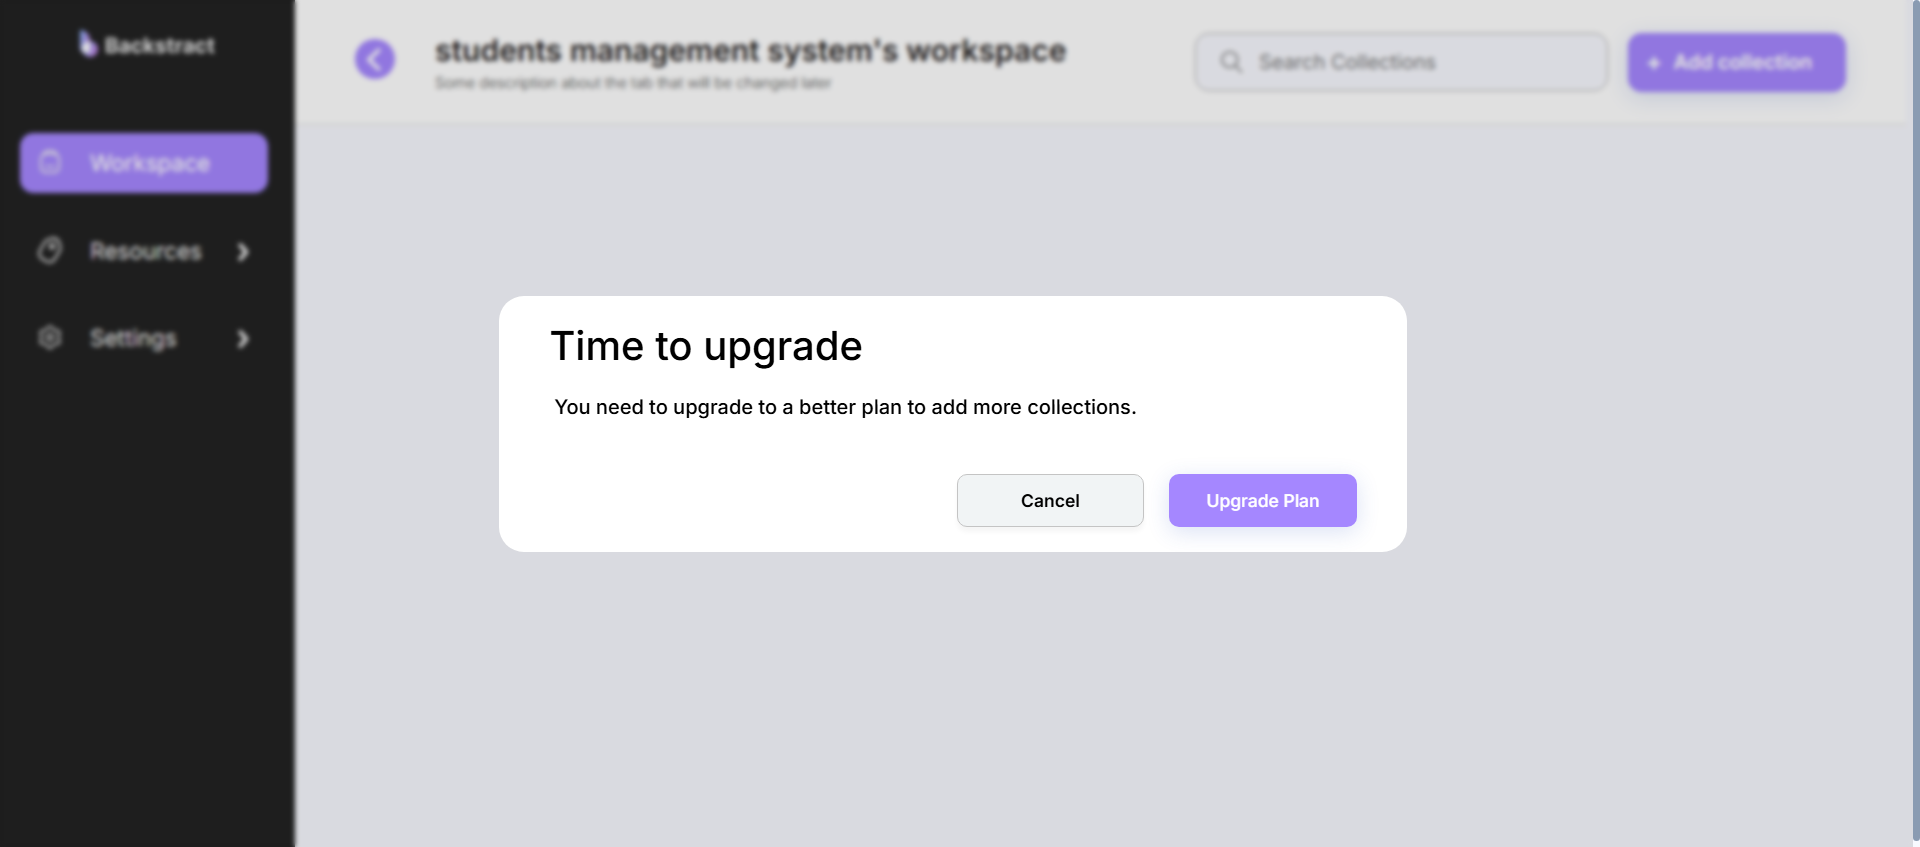 Backstract
students management system's workspace
Some description about the tab that will be changed later
Search Collections
+ Add collection
Workspace
Resources
Settings
Time to upgrade
You need to upgrade to a better plan to add more collections.
Cancel
Upgrade Plan